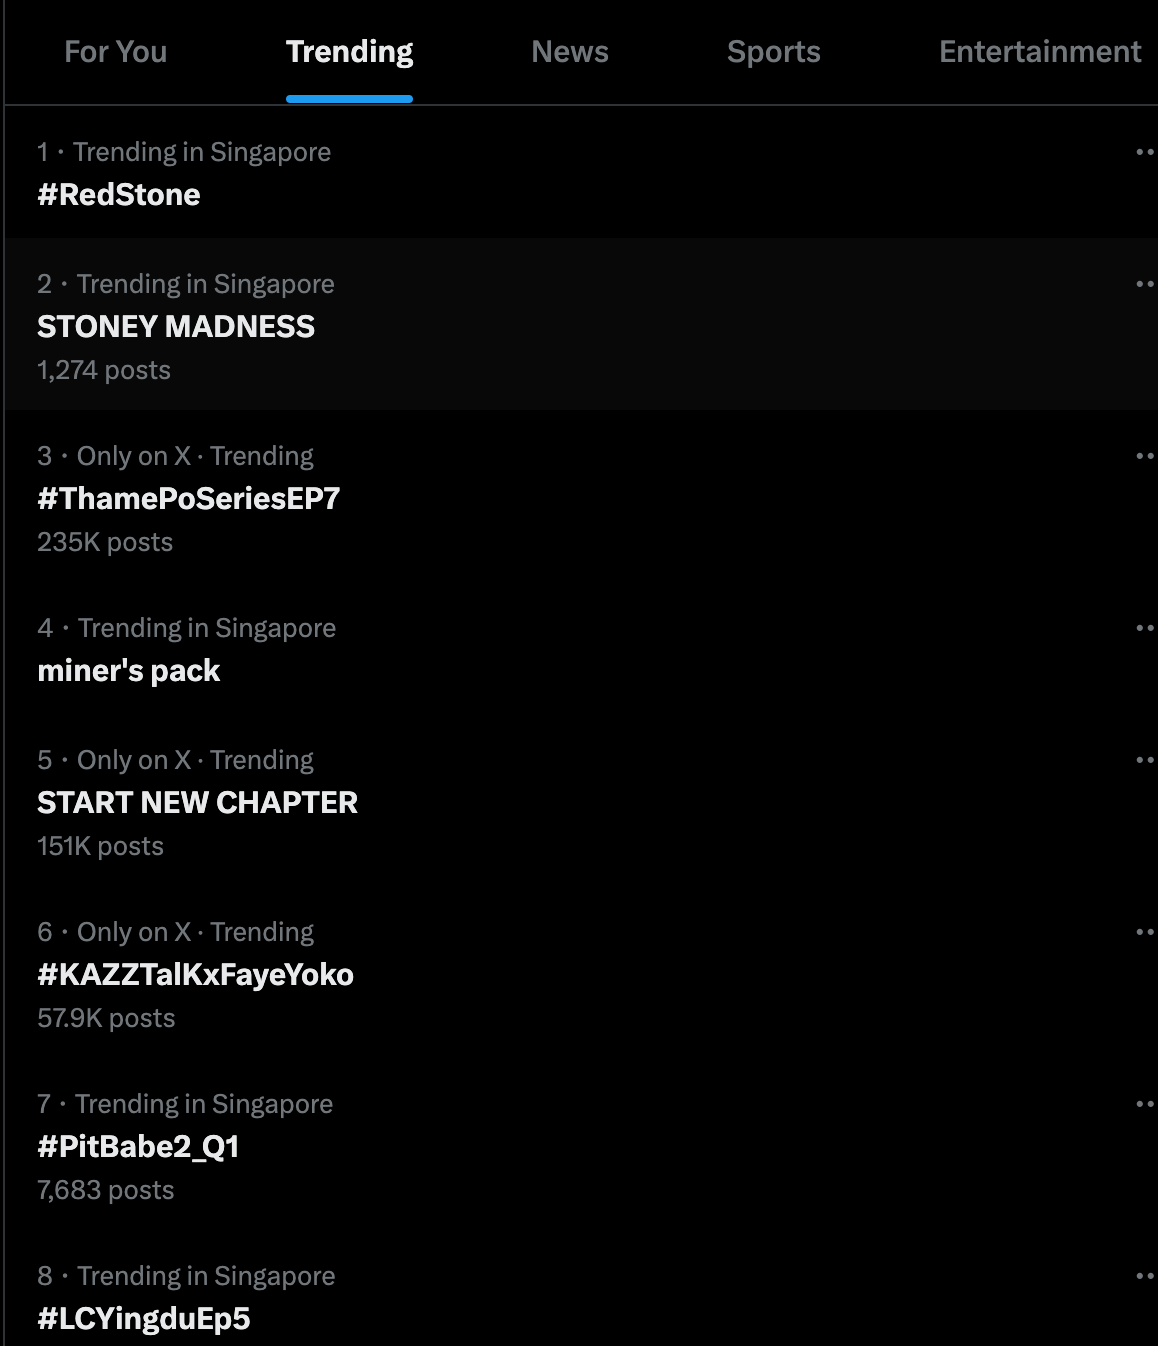 For You Trending News Sports Entertainment
1 · Trending in Singapore
#RedStone
2 · Trending in Singapore
STONEY MADNESS
1,274 posts
3 · Only on X · Trending
#ThamePoSeriesEP7
235K posts
4 · Trending in Singapore
miner's pack
5 · Only on X · Trending
START NEW CHAPTER
151K posts
6 · Only on X · Trending
#KAZZTalKxFayeYoko
57.9K posts
7 · Trending in Singapore
#PitBabe2_Q1
7,683 posts
8 · Trending in Singapore
#LCYingduEp5